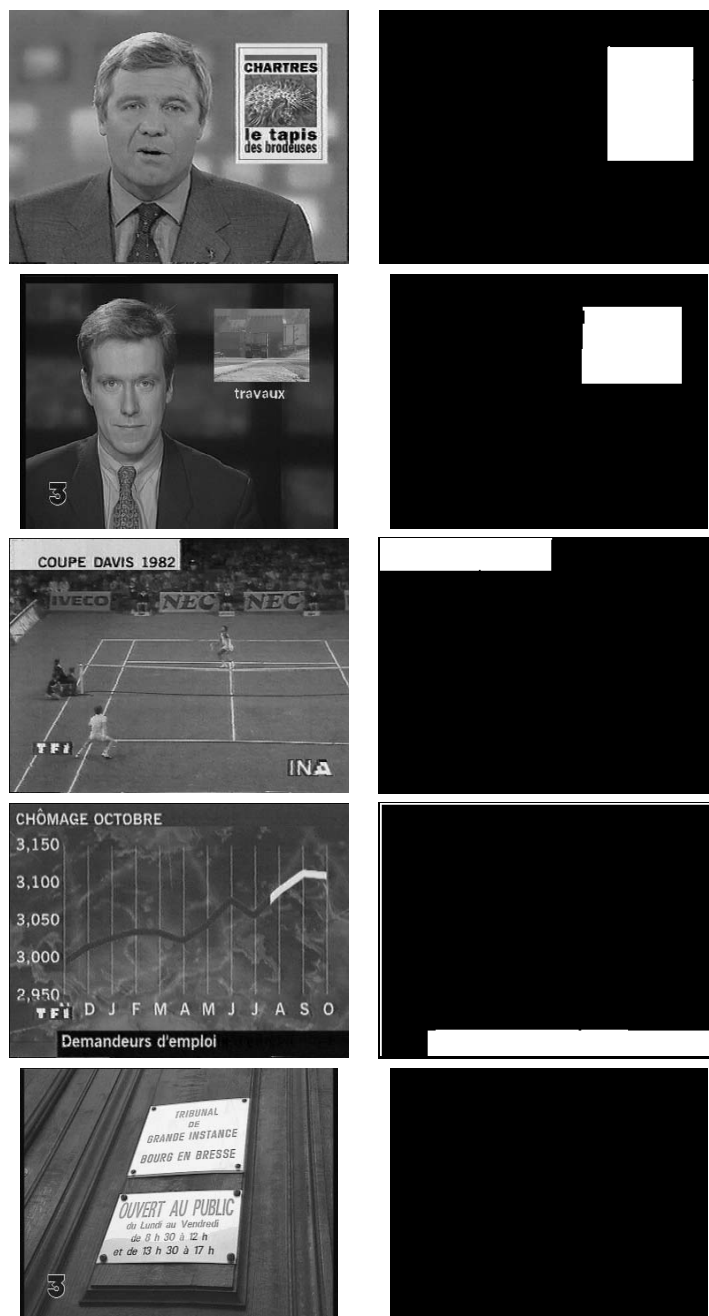 CHARTRES
le tapis
des brodeuses
travaux
3
COUPE DAVIS 1982
IVECO NEC NEC
TF1
INA
CHÔMAGE OCTOBRE
3,150
3,100
3,050
3,000
2,950
D J F M A M J J A S O
TF1
Demandeurs d'emploi
TRIBUNAL
DE
GRANDE INSTANCE
BOURG EN BRESSE
OUVERT AU PUBLIC
du Lundi au Vendredi
de 8 h 30 à 12 h
et de 13 h 30 à 17 h
3